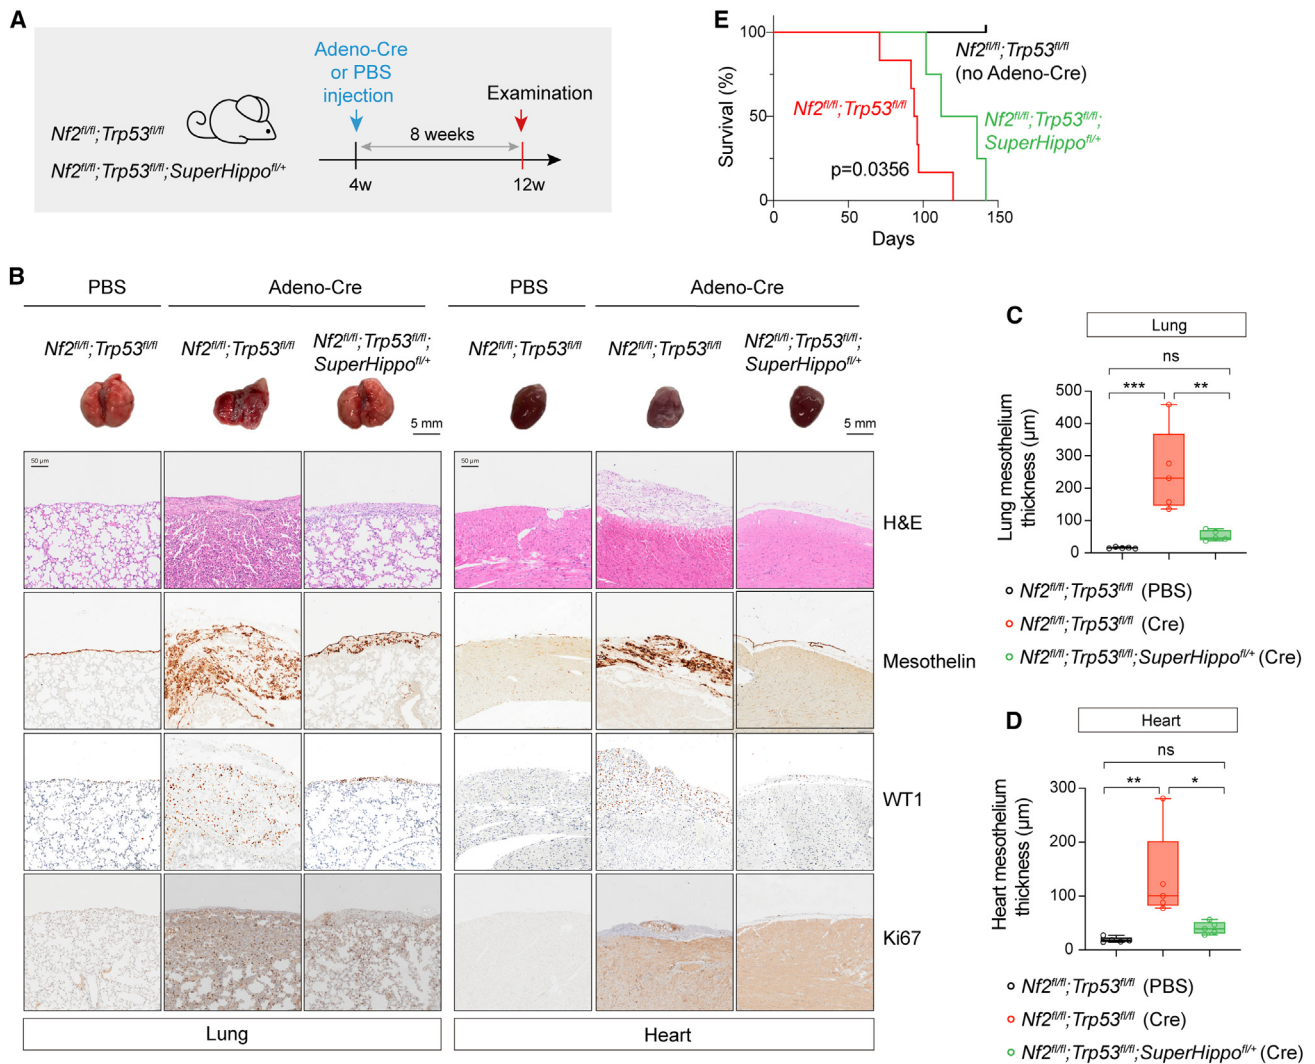 A
Adeno-Cre
or PBS
injection
Examination
Nf2fl/fl;Trp53fl/fl
8 weeks
Nf2fl/fl;Trp53fl/fl;SuperHippofl/+
4w
12w
E
100
50
0
Survival (%)
Nf2fl/fl;Trp53fl/fl
(no Adeno-Cre)
Nf2fl/fl;Trp53fl/fl
Nf2fl/fl;Trp53fl/fl;
SuperHippofl/+
p=0.0356
0
50
100
150
Days
B
PBS
Adeno-Cre
PBS
Adeno-Cre
Nf2fl/fl;Trp53fl/fl
Nf2fl/fl;Trp53fl/fl
Nf2fl/fl;Trp53fl/fl;
SuperHippofl/+
Nf2fl/fl;Trp53fl/fl
Nf2fl/fl;Trp53fl/fl
Nf2fl/fl;Trp53fl/fl;
SuperHippofl/+
5 mm
5 mm
50 µm
50 µm
H&E
Mesothelin
WT1
Ki67
Lung
Heart
C
Lung
ns
***
**
500
400
300
200
100
0
Lung mesothelium
thickness (µm)
Nf2fl/fl;Trp53fl/fl (PBS)
Nf2fl/fl;Trp53fl/fl (Cre)
Nf2fl/fl;Trp53fl/fl;SuperHippofl/+ (Cre)
D
Heart
ns
**
*
300
200
100
0
Heart mesothelium
thickness (µm)
Nf2fl/fl;Trp53fl/fl (PBS)
Nf2fl/fl;Trp53fl/fl (Cre)
Nf2fl/fl;Trp53fl/fl;SuperHippofl/+ (Cre)